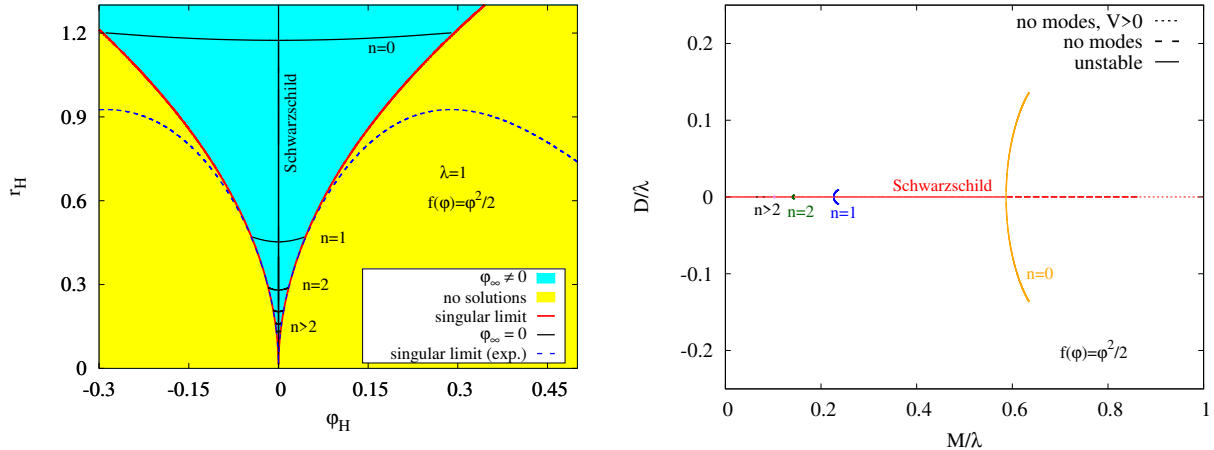 1.2
0.9
0.6
0.3
0
-0.3
-0.15
0
0.15
0.3
0.45
r_H
φ_H
n=0
Schwarzschild
λ=1
f(φ)=φ²/2
n=1
n=2
n>2
φ_∞ ≠ 0
no solutions
singular limit
φ_∞ = 0
singular limit (exp.)
0.2
0.1
0
-0.1
-0.2
0
0.2
0.4
0.6
0.8
1
D/λ
M/λ
no modes, V>0
no modes
unstable
Schwarzschild
n>2
n=2
n=1
n=0
f(φ)=φ²/2